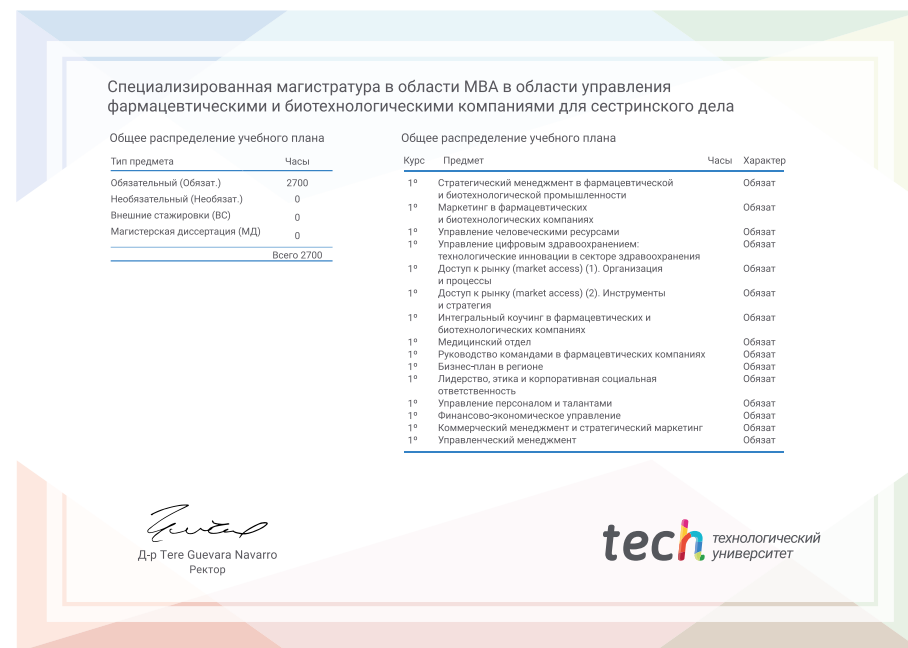 Специализированная магистратура в области MBA в области управления
фармацевтическими и биотехнологическими компаниями для сестринского дела
Общее распределение учебного плана
Тип предмета Часы
Обязательный (Обязат.) 2700
Необязательный (Необязат.) 0
Внешние стажировки (ВС) 0
Магистерская диссертация (МД) 0
Всего 2700
Общее распределение учебного плана
Курс Предмет Часы Характер
1º Стратегический менеджмент в фармацевтической Обязат
и биотехнологической промышленности
1º Маркетинг в фармацевтических Обязат
и биотехнологических компаниях
1º Управление человеческими ресурсами Обязат
1º Управление цифровым здравоохранением: Обязат
технологические инновации в секторе здравоохранения
1º Доступ к рынку (market access) (1). Организация Обязат
и процессы
1º Доступ к рынку (market access) (2). Инструменты Обязат
и стратегия
1º Интегральный коучинг в фармацевтических и Обязат
биотехнологических компаниях
1º Медицинский отдел Обязат
1º Руководство командами в фармацевтических компаниях Обязат
1º Бизнес-план в регионе Обязат
1º Лидерство, этика и корпоративная социальная Обязат
ответственность
1º Управление персоналом и талантами Обязат
1º Финансово-экономическое управление Обязат
1º Коммерческий менеджмент и стратегический маркетинг Обязат
1º Управленческий менеджмент Обязат
Д-р Tere Guevara Navarro
Ректор
tech технологический
университет